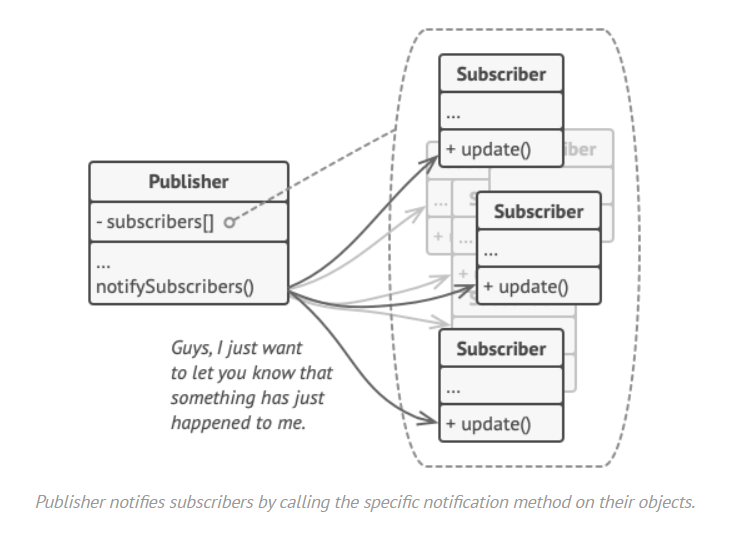 Subscriber
...
+ update()
iber
Publisher
- subscribers[]
...
notifySubscribers()
...
+
S
...
+
Subscriber
...
+ update()
Subscriber
...
+ update()
Guys, I just want
to let you know that
something has just
happened to me.
Publisher notifies subscribers by calling the specific notification method on their objects.